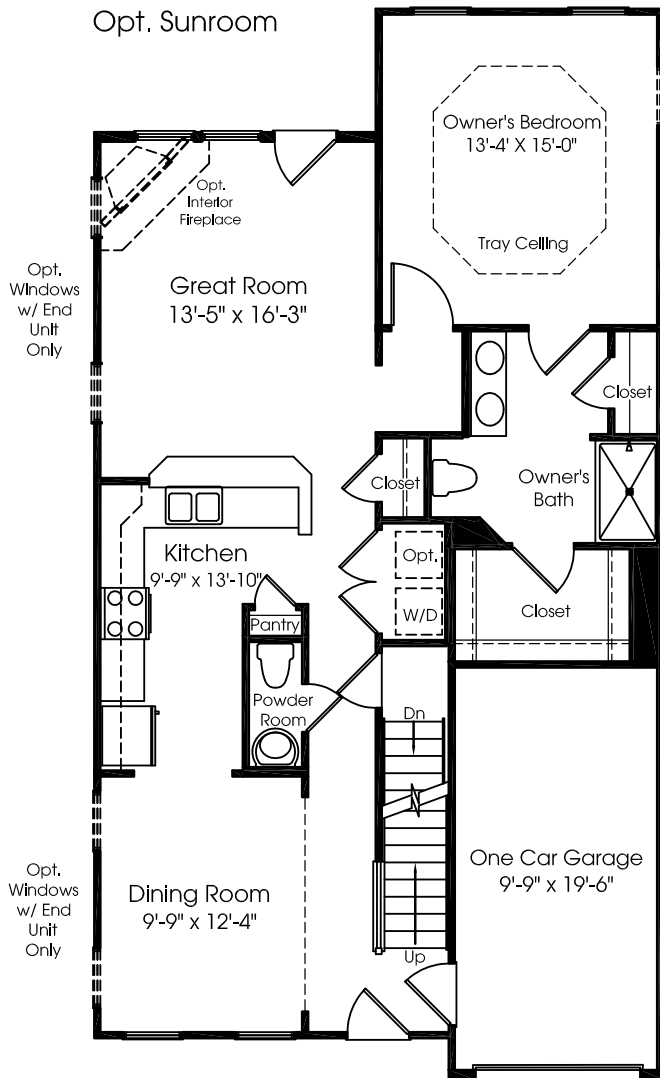 Opt. Sunroom
Owner's Bedroom
13'-4' X 15'-0"
Tray Ceiling
Opt.
Interior
Fireplace
Great Room
13'-5" x 16'-3"
Opt.
Windows
w/ End
Unit
Only
Closet
Closet
Owner's
Bath
Kitchen
9'-9" x 13'-10"
Opt.
W/D
Closet
Pantry
Powder
Room
Dn
One Car Garage
9'-9" x 19'-6"
Dining Room
9'-9" x 12'-4"
Opt.
Windows
w/ End
Unit
Only
Up